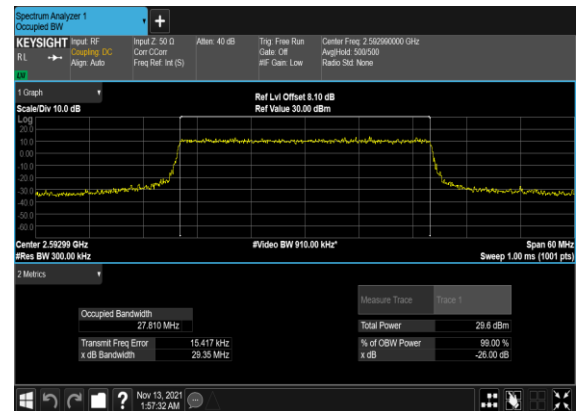 Spectrum Analyzer 1
Occupied BW
KEYSIGHT Input: RF Input Z: 50 Ω Atten: 40 dB Trig: Free Run Center Freq: 2.592990000 GHz
RL Coupling: DC Corr CCorr Gate: Off Avg|Hold: 500/500
Align: Auto Freq Ref: Int (S) #IF Gain: Low Radio Std: None
LW
1 Graph
Ref Lvl Offset 8.10 dB
Scale/Div 10.0 dB Ref Value 30.00 dBm
Log
20.0
10.0
0.00
-10.0
-20.0
-30.0
-40.0
-50.0
-60.0
Center 2.59299 GHz #Video BW 910.00 kHz* Span 60 MHz
#Res BW 300.00 kHz Sweep 1.00 ms (1001 pts)
2 Metrics
Measure Trace Trace 1
Occupied Bandwidth
27.810 MHz Total Power 29.6 dBm
Transmit Freq Error 15.417 kHz % of OBW Power 99.00 %
x dB Bandwidth 29.35 MHz x dB -26.00 dB
Nov 13, 2021
1:57:32 AM